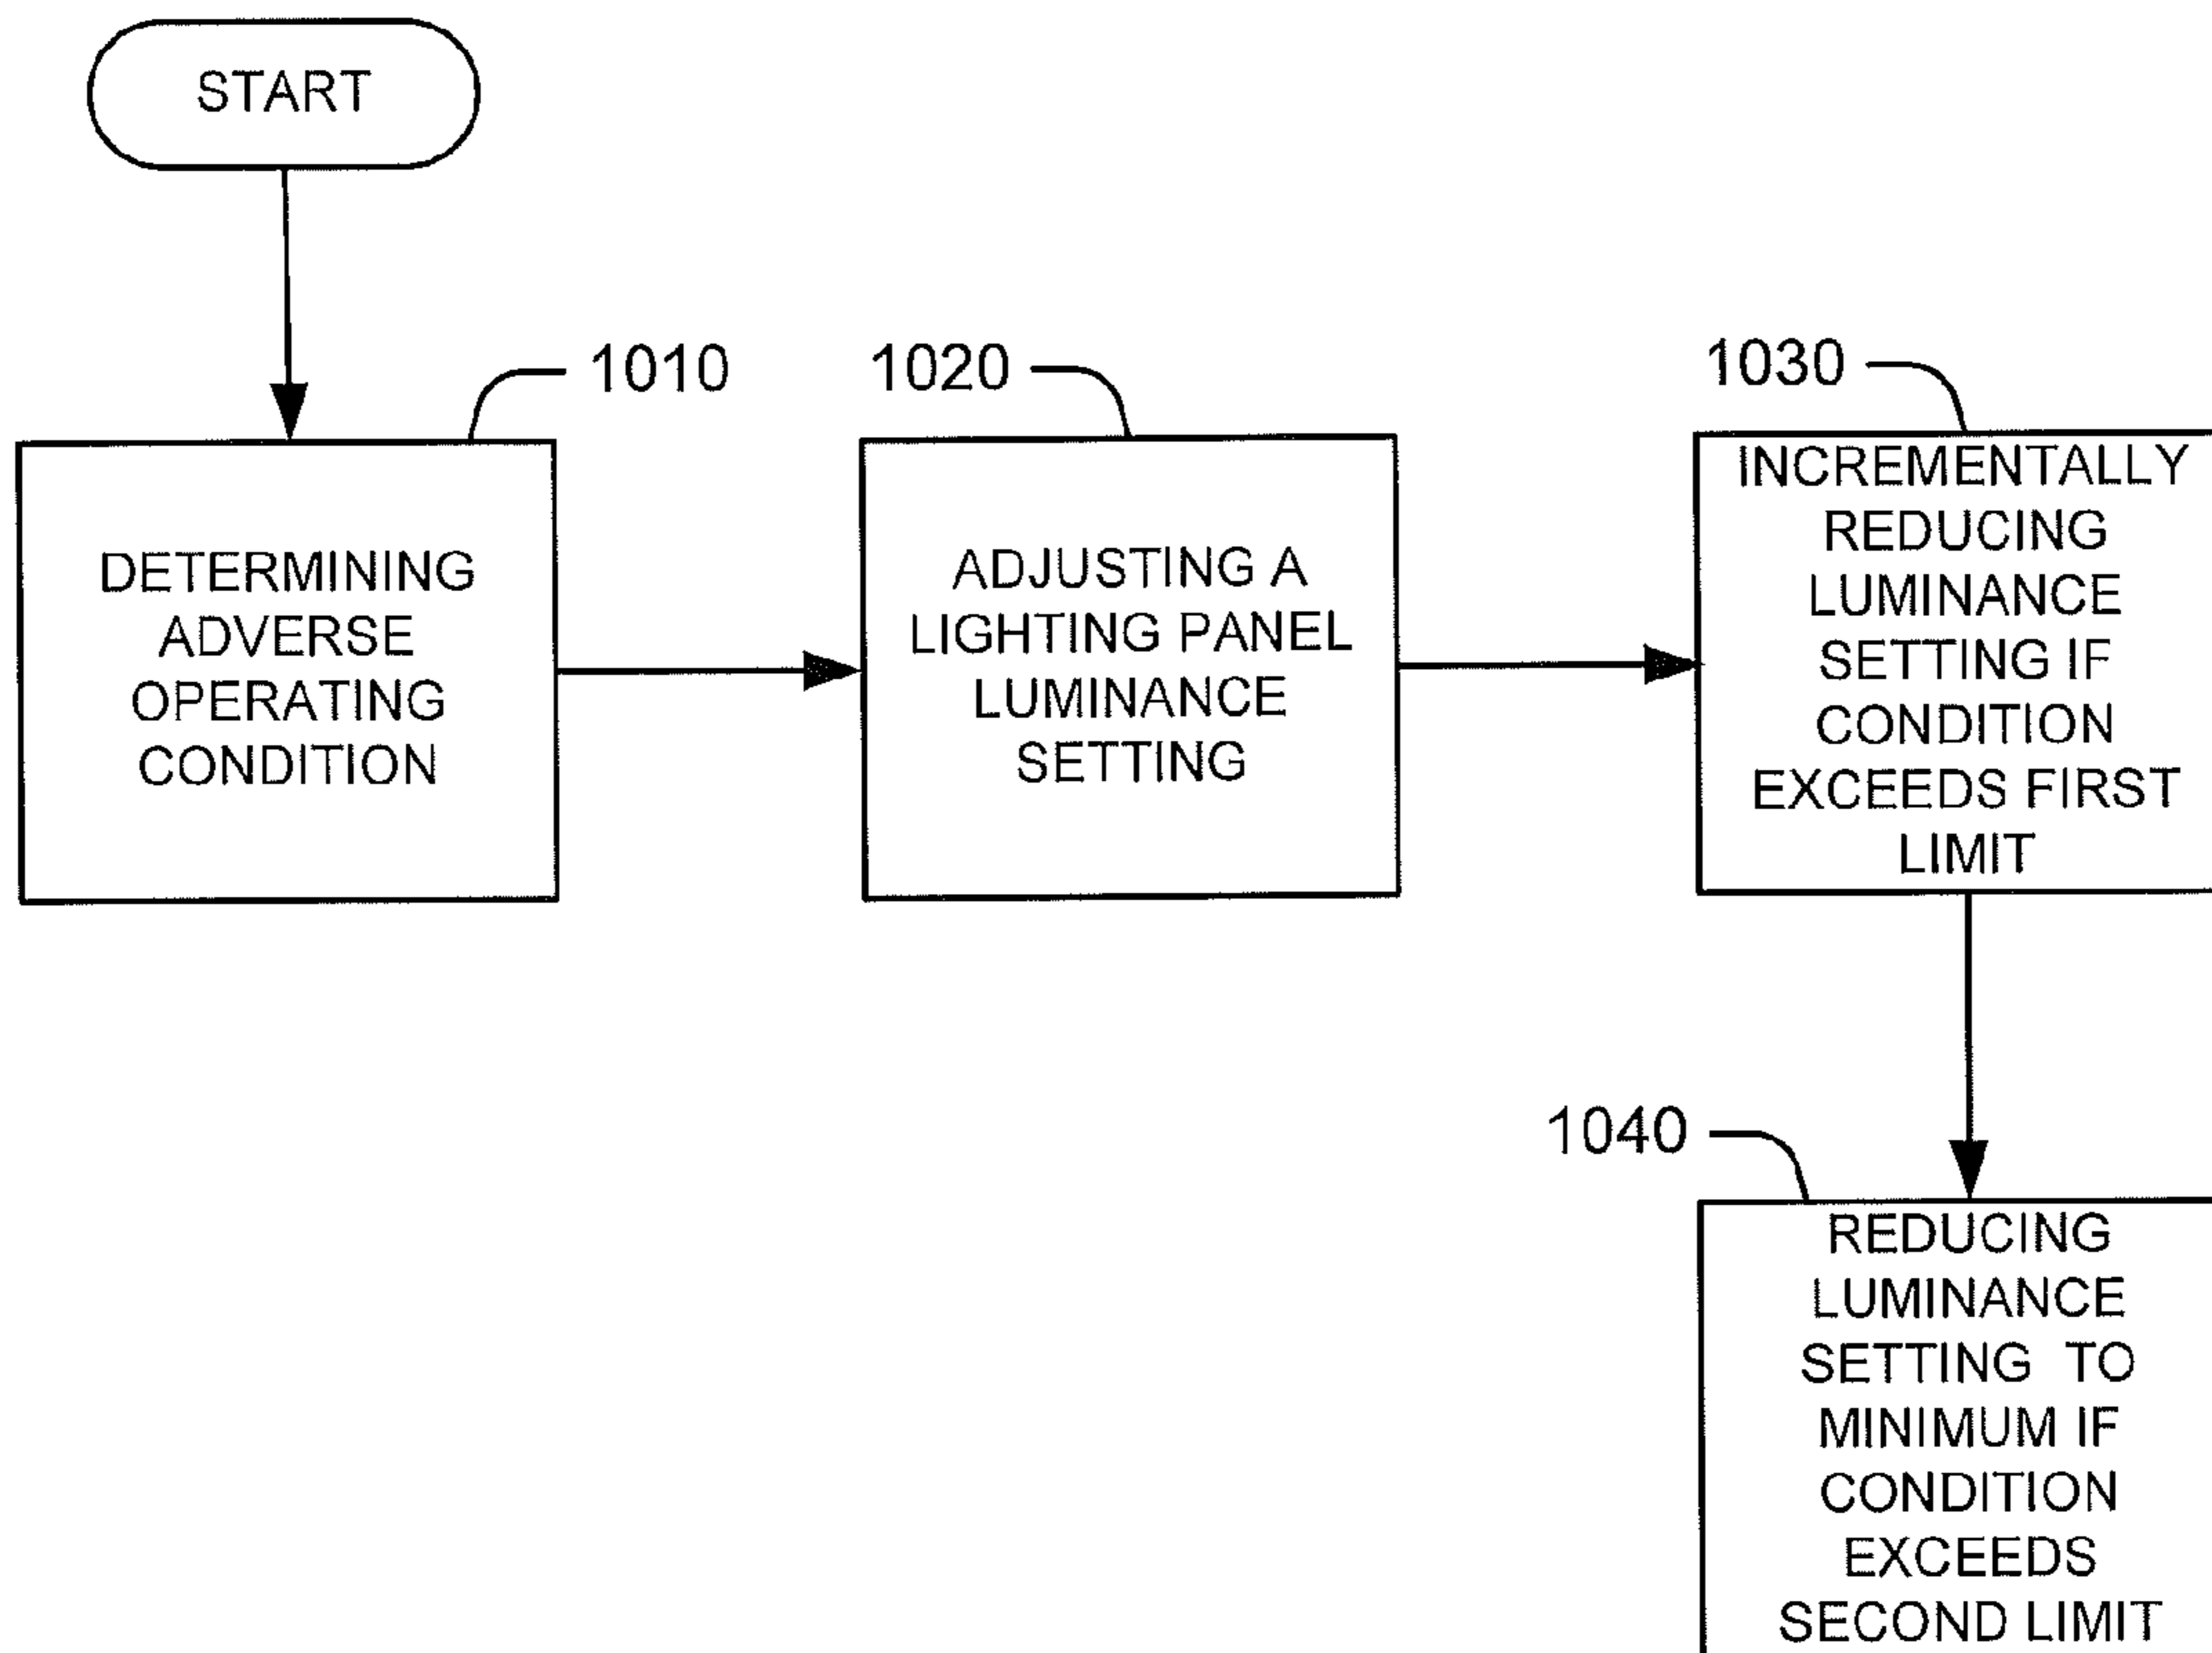 START
1010
DETERMINING
ADVERSE
OPERATING
CONDITION
1020
ADJUSTING A
LIGHTING PANEL
LUMINANCE
SETTING
1030
INCREMENTALLY
REDUCING
LUMINANCE
SETTING IF
CONDITION
EXCEEDS FIRST
LIMIT
1040
REDUCING
LUMINANCE
SETTING TO
MINIMUM IF
CONDITION
EXCEEDS
SECOND LIMIT